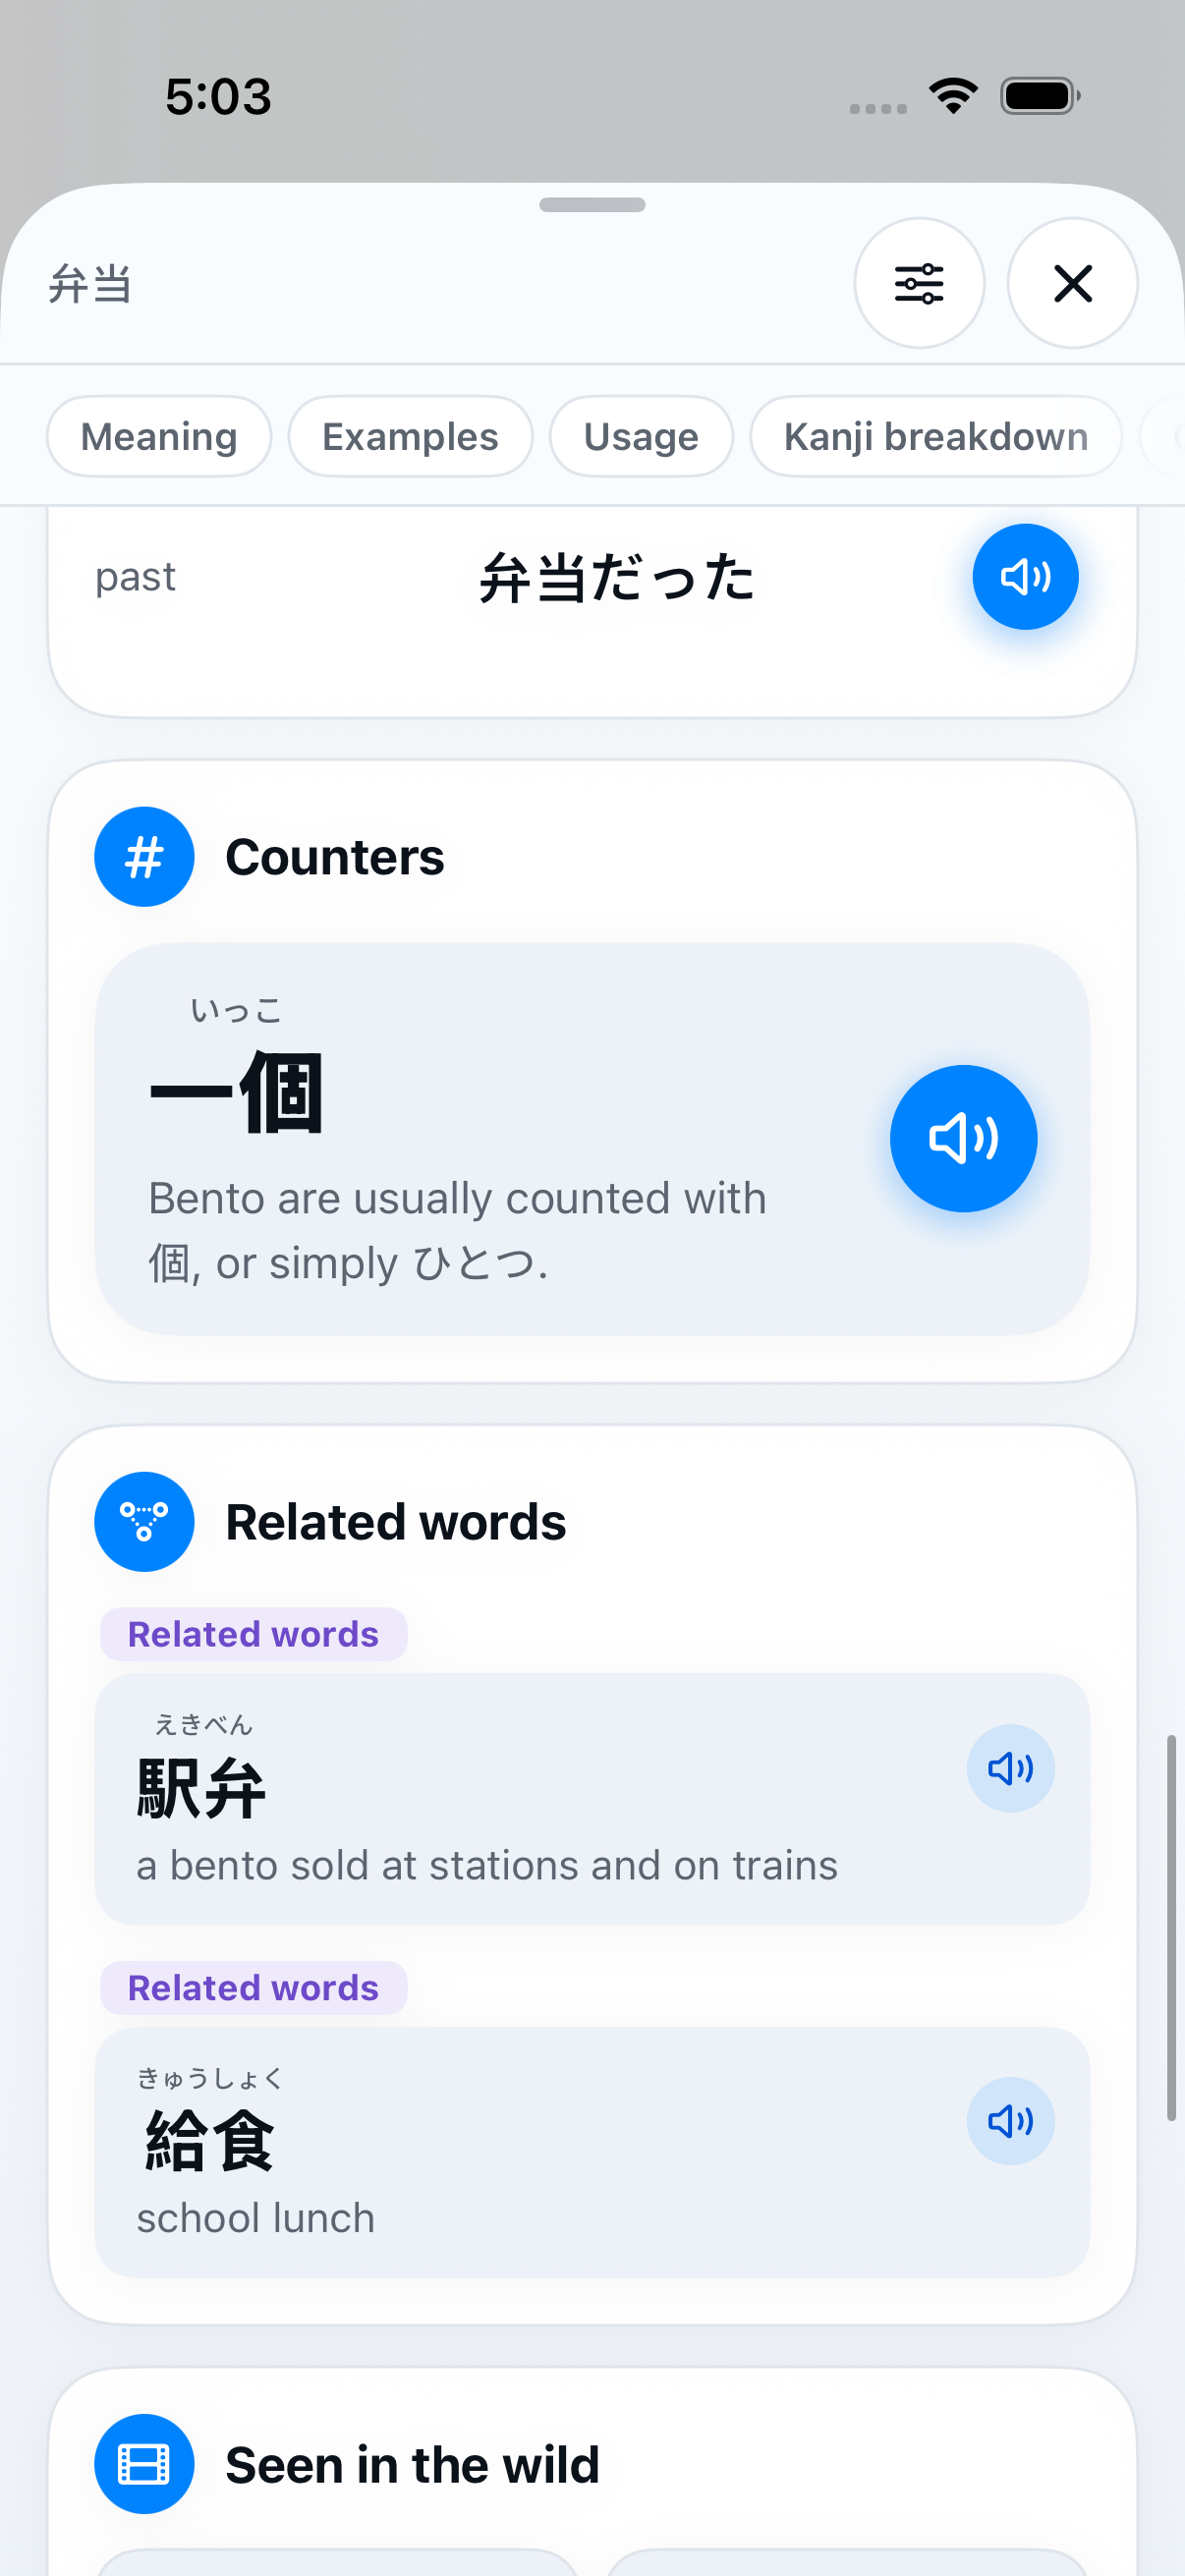 5:03
弁当
Meaning
Examples
Usage
Kanji breakdown
past
弁当だった
Counters
いっこ
一個
Bento are usually counted with
個, or simply ひとつ.
Related words
Related words
えきべん
駅弁
a bento sold at stations and on trains
Related words
きゅうしょく
給食
school lunch
Seen in the wild